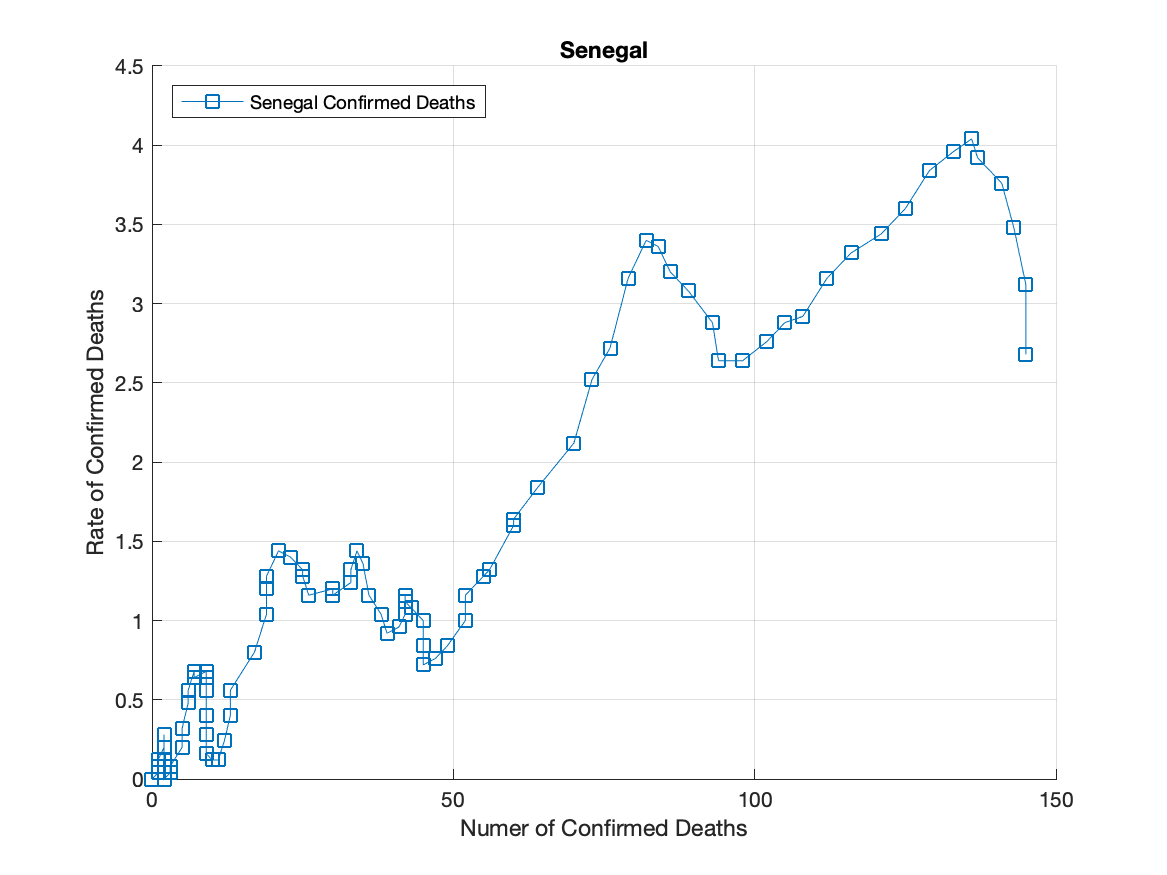 Senegal
4.5
Senegal Confirmed Deaths
4
3.5
3
2.5
2
1.5
1
0.5
0
Rate of Confirmed Deaths
0 50 100 150
Numer of Confirmed Deaths